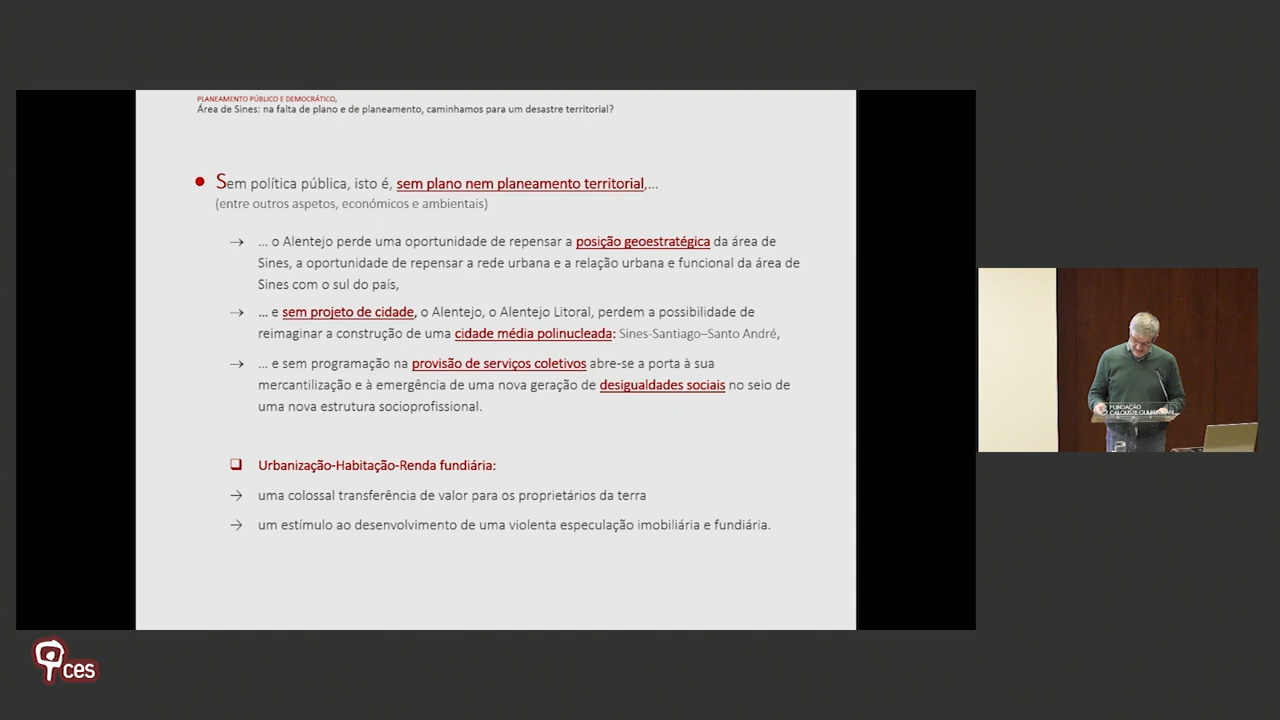 PLANEAMENTO PÚBLICO E DEMOCRÁTICO,
Área de Sines: na falta de plano e de planeamento, caminhamos para um desastre territorial?
Sem política pública, isto é, sem plano nem planeamento territorial,...
(entre outros aspetos, económicos e ambientais)
→ ... o Alentejo perde uma oportunidade de repensar a posição geoestratégica da área de
Sines, a oportunidade de repensar a rede urbana e a relação urbana e funcional da área de
Sines com o sul do país,
→ ... e sem projeto de cidade, o Alentejo, o Alentejo Litoral, perdem a possibilidade de
reimaginar a construção de uma cidade média polinucleada: Sines-Santiago–Santo André,
→ ... e sem programação na provisão de serviços coletivos abre-se a porta à sua
mercantilização e à emergência de uma nova geração de desigualdades sociais no seio de
uma nova estrutura socioprofissional.
❑ Urbanização-Habitação-Renda fundiária:
→ uma colossal transferência de valor para os proprietários da terra
→ um estímulo ao desenvolvimento de uma violenta especulação imobiliária e fundiária.
FUNDAÇÃO
CALOUSTE GULBENKIAN
ces